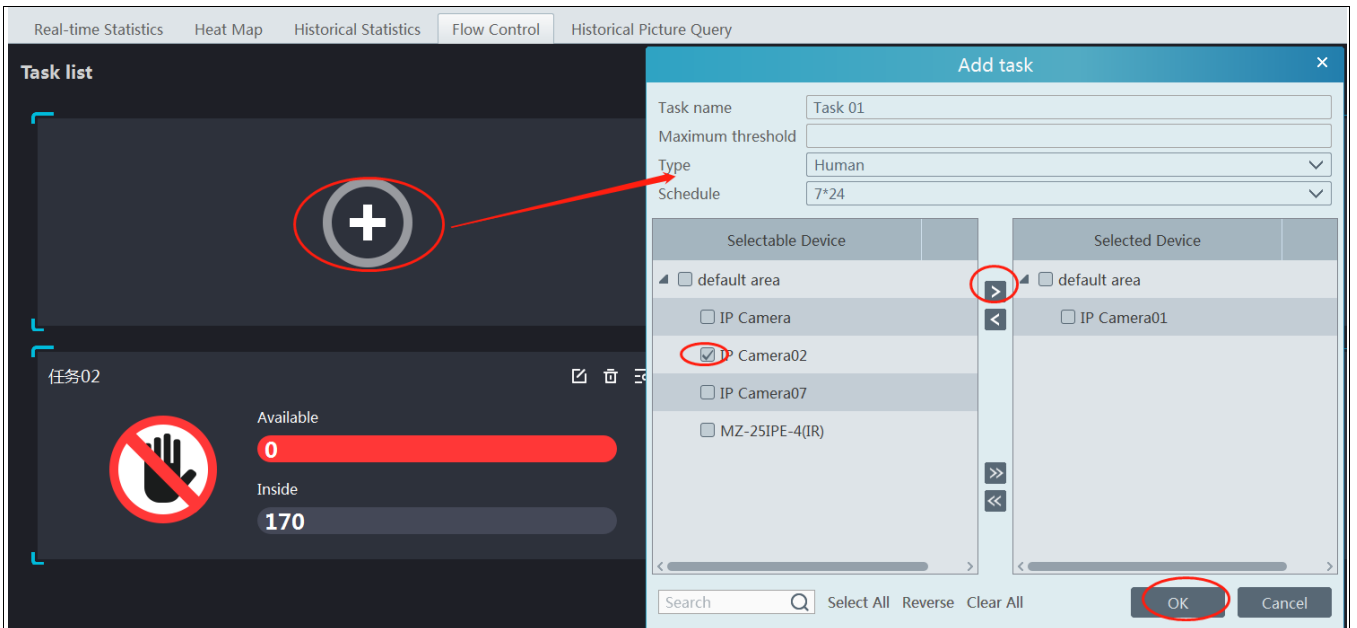 Real-time Statistics Heat Map Historical Statistics Flow Control Historical Picture Query
Task list
任务02
Available
0
Inside
170
Add task
Task name Task 01
Maximum threshold
Type Human
Schedule 7*24
Selectable Device
default area
IP Camera
IP Camera02
IP Camera07
MZ-25IPE-4(IR)
Selected Device
default area
IP Camera01
Search Select All Reverse Clear All OK Cancel